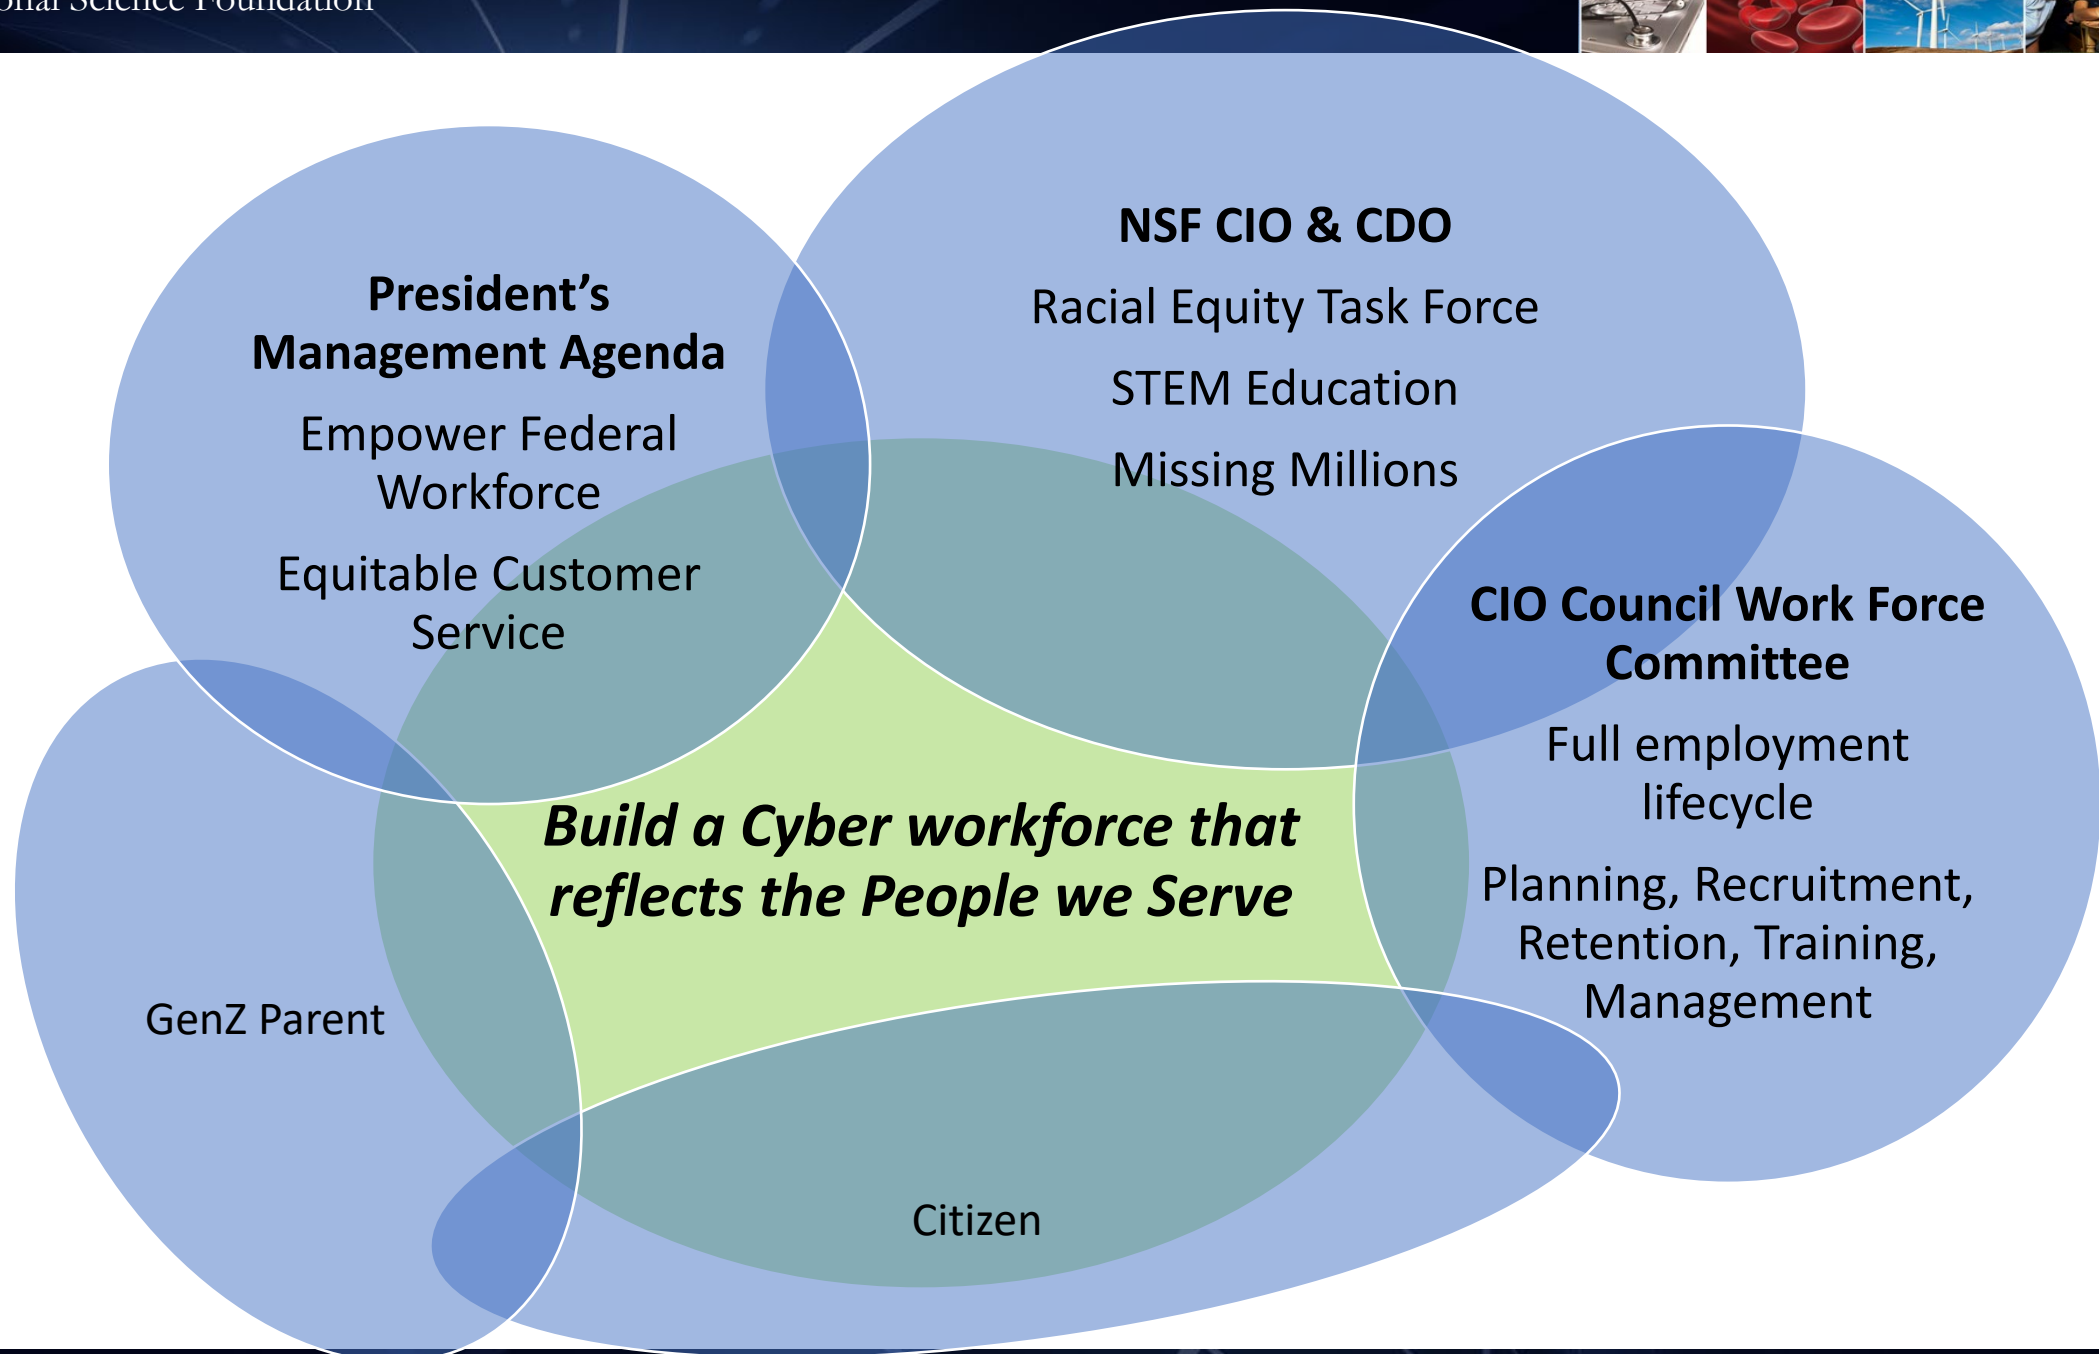 Science Foundation
President’s
Management Agenda
Empower Federal
Workforce
Equitable Customer
Service
NSF CIO & CDO
Racial Equity Task Force
STEM Education
Missing Millions
CIO Council Work Force
Committee
Full employment
lifecycle
Planning, Recruitment,
Retention, Training,
Management
Build a Cyber workforce that
reflects the People we Serve
GenZ Parent
Citizen